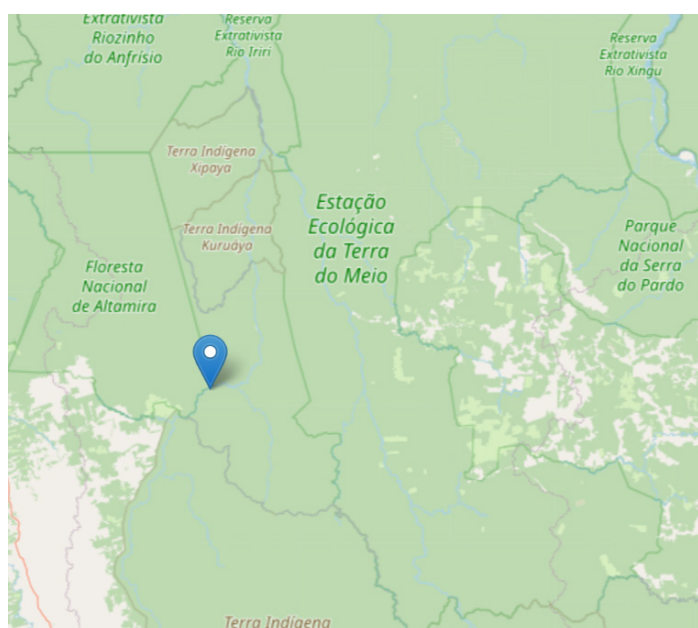 Extrativista
Riozinho
do Anfrísio
Reserva
Extrativista
Rio Iriri
Reserva
Extrativista
Rio Xingu
Terra Indígena
Xipaya
Estação
Ecológica
da Terra
do Meio
Terra Indígena
Kuruáya
Parque
Nacional
da Serra
do Pardo
Floresta
Nacional
de Altamira
Terra Indígena